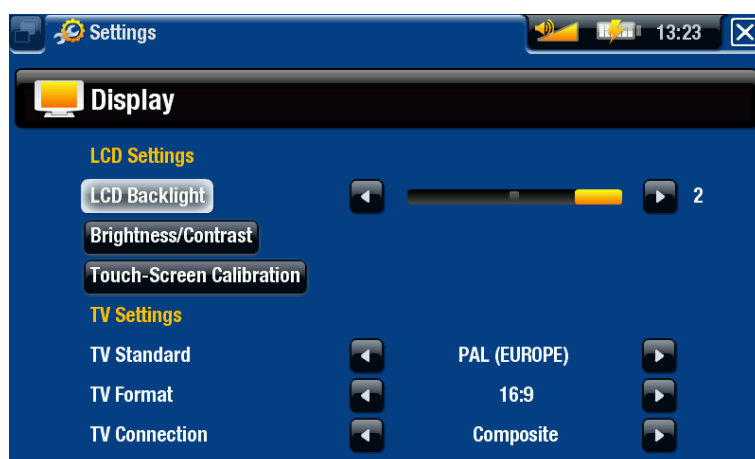 Settings 13:23
Display
LCD Settings
LCD Backlight 2
Brightness/Contrast
Touch-Screen Calibration
TV Settings
TV Standard PAL (EUROPE)
TV Format 16:9
TV Connection Composite